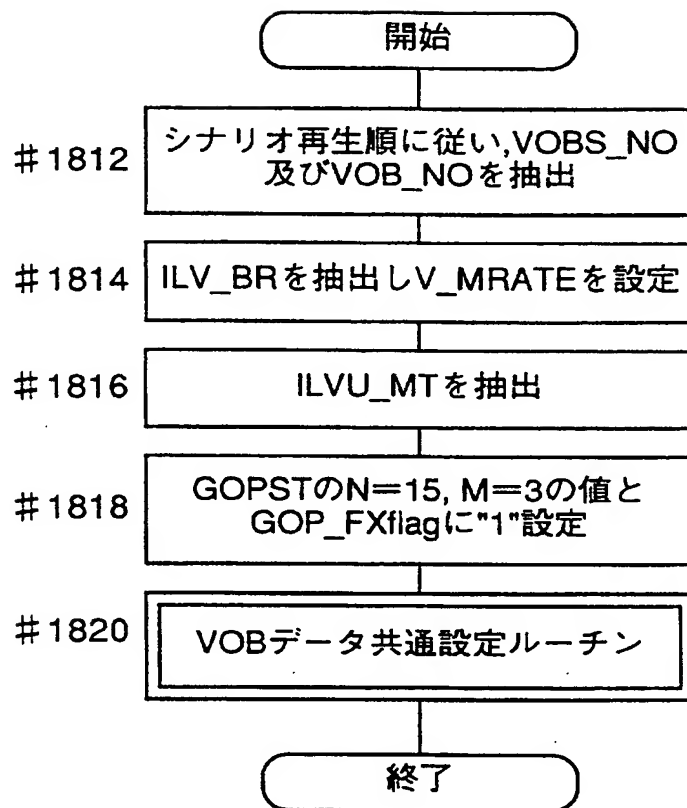 開始
#1812
シナリオ再生順に従い,VOBS_NO
及びVOB_NOを抽出
#1814
ILV_BRを抽出しV_MRATEを設定
#1816
ILVU_MTを抽出
#1818
GOPSTのN=15, M=3の値と
GOP_FXflagに"1"設定
#1820
VOBデータ共通設定ルーチン
終了